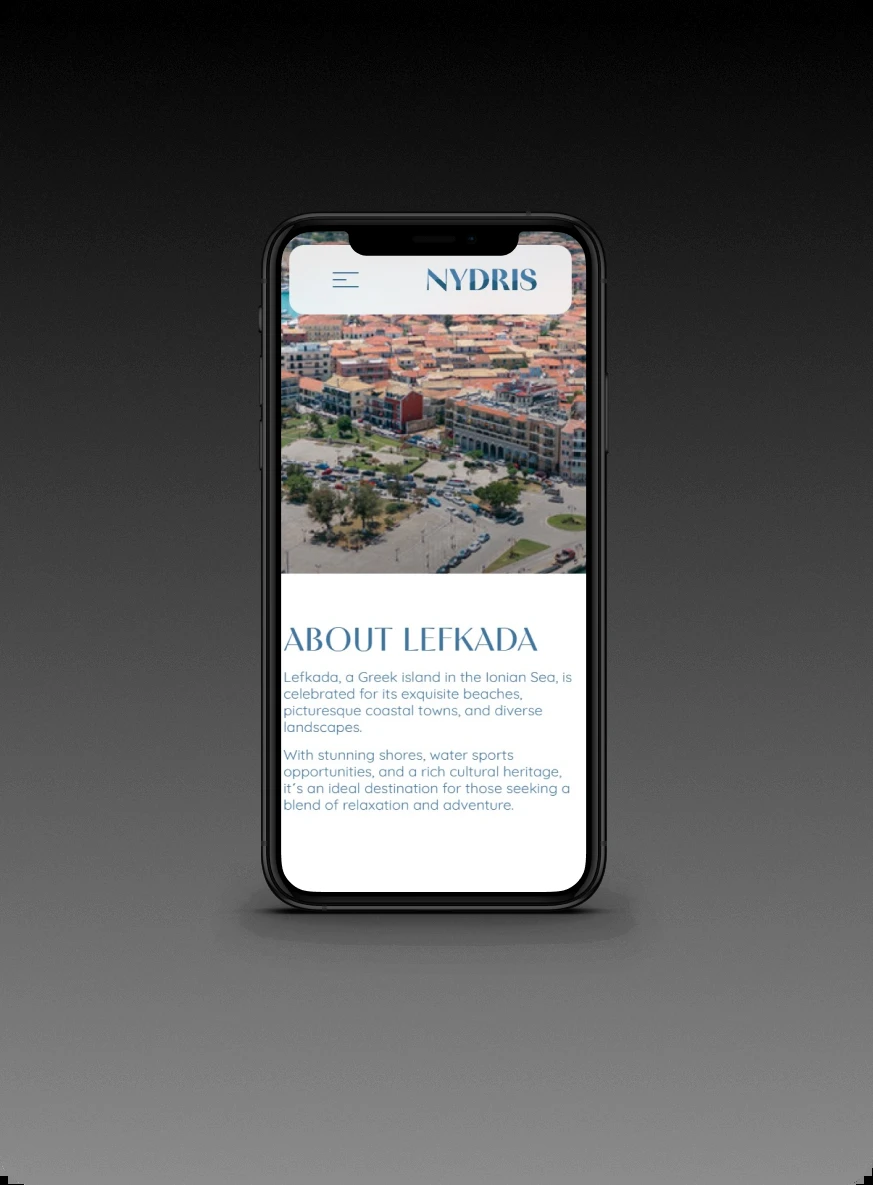 NYDRIS
ABOUT LEFKADA
Lefkada, a Greek island in the Ionian Sea, is
celebrated for its exquisite beaches,
picturesque coastal towns, and diverse
landscapes.
With stunning shores, water sports
opportunities, and a rich cultural heritage,
it´s an ideal destination for those seeking a
blend of relaxation and adventure.